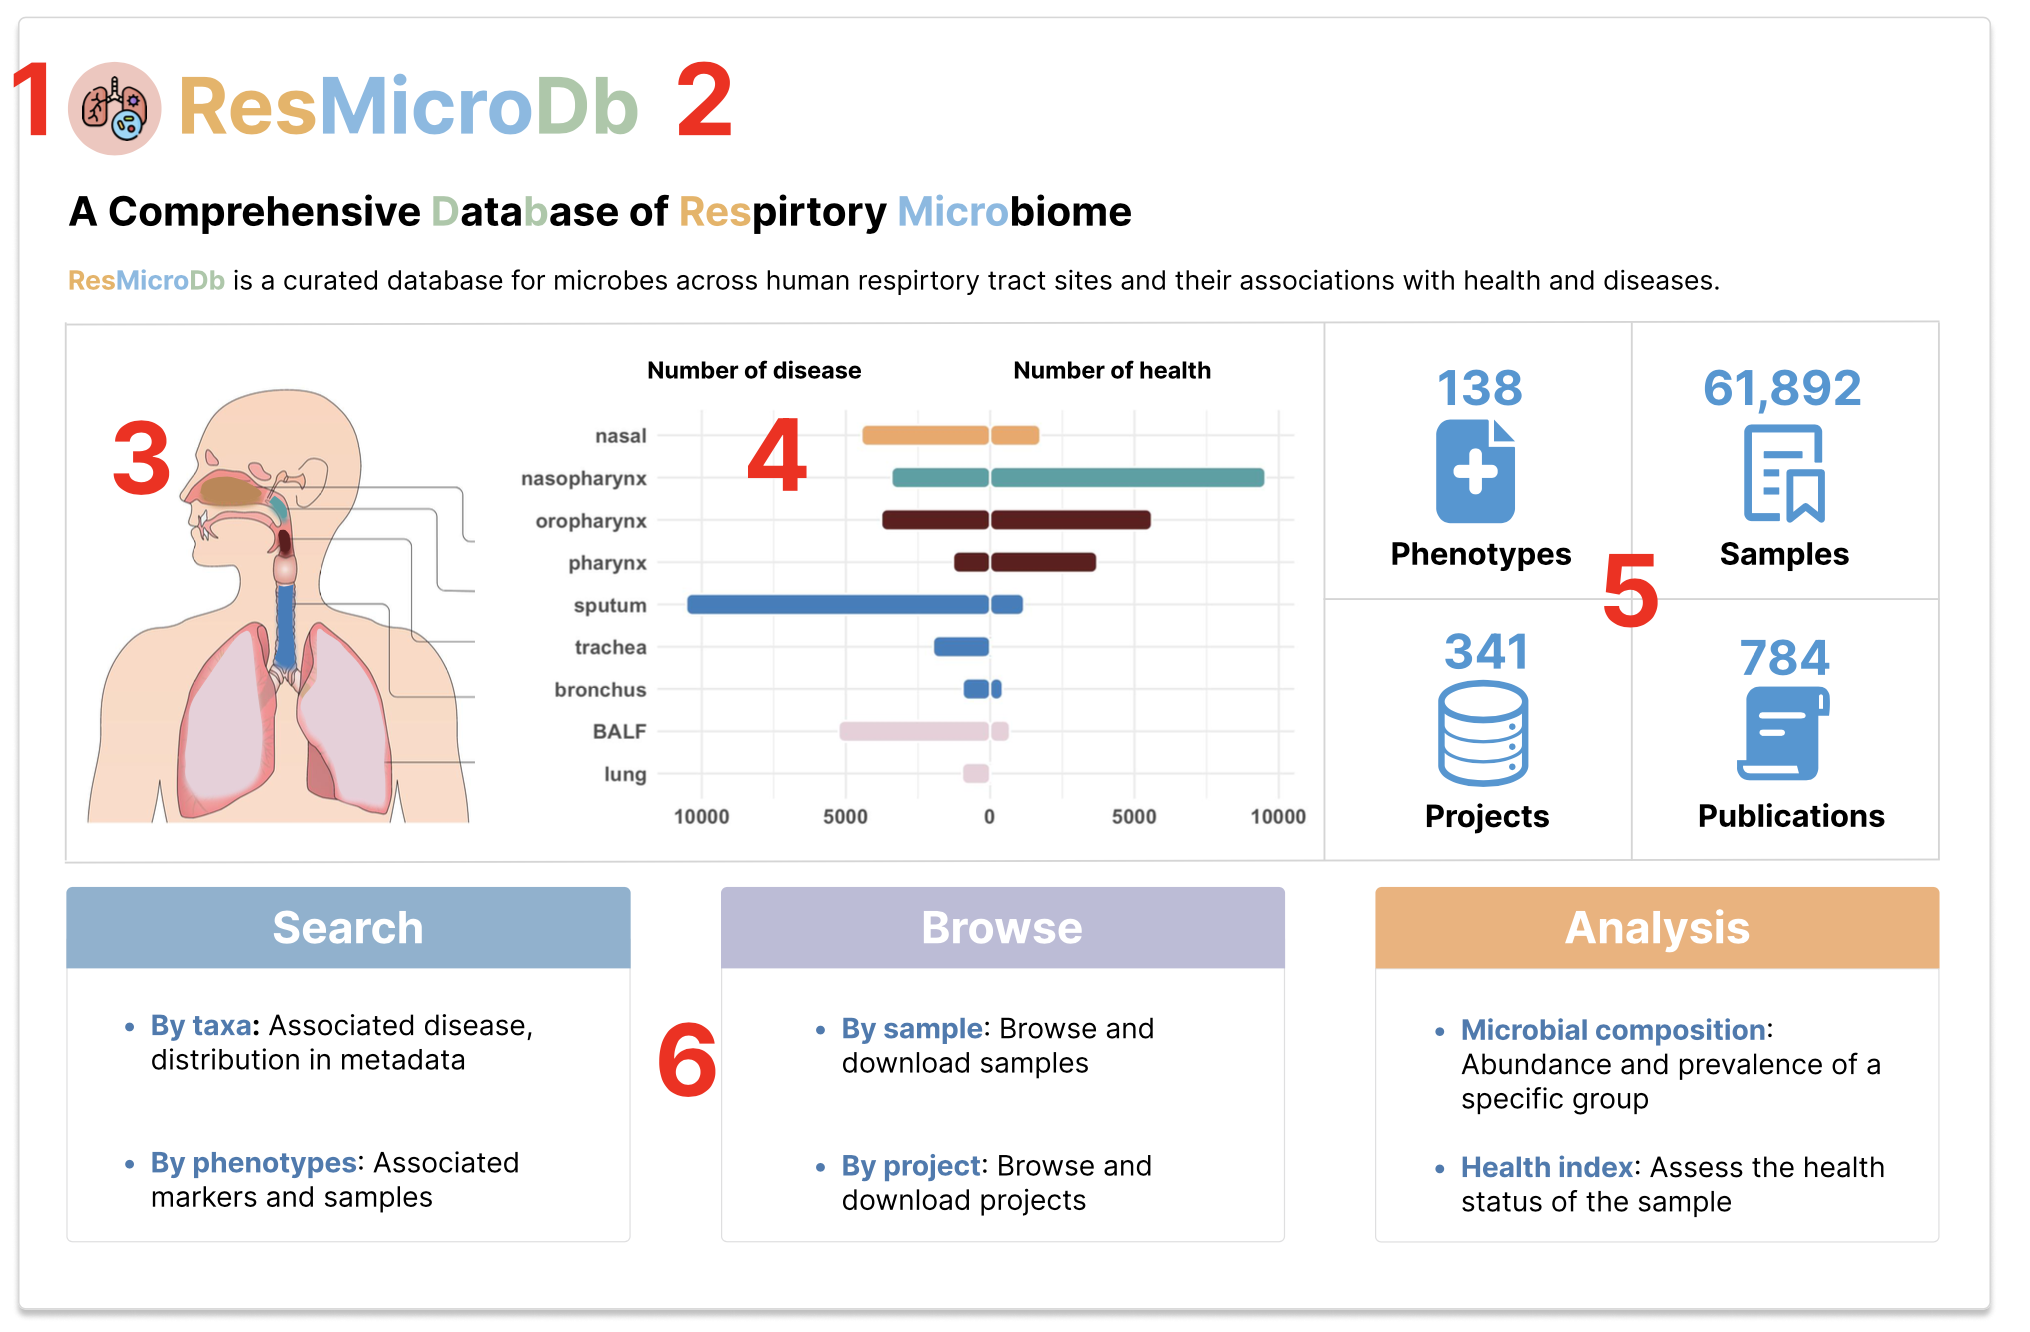 1 ResMicroDb 2
A Comprehensive Database of Respirtory Microbiome
ResMicroDb is a curated database for microbes across human respirtory tract sites and their associations with health and diseases.
3
4
Number of disease Number of health
nasal
nasopharynx
oropharynx
pharynx
sputum
trachea
bronchus
BALF
lung
10000 5000 0 5000 10000
138
Phenotypes
61,892
Samples
5
341
Projects
784
Publications
Search
• By taxa: Associated disease,
distribution in metadata
• By phenotypes: Associated
markers and samples
6
Browse
• By sample: Browse and
download samples
• By project: Browse and
download projects
Analysis
• Microbial composition:
Abundance and prevalence of a
specific group
• Health index: Assess the health
status of the sample